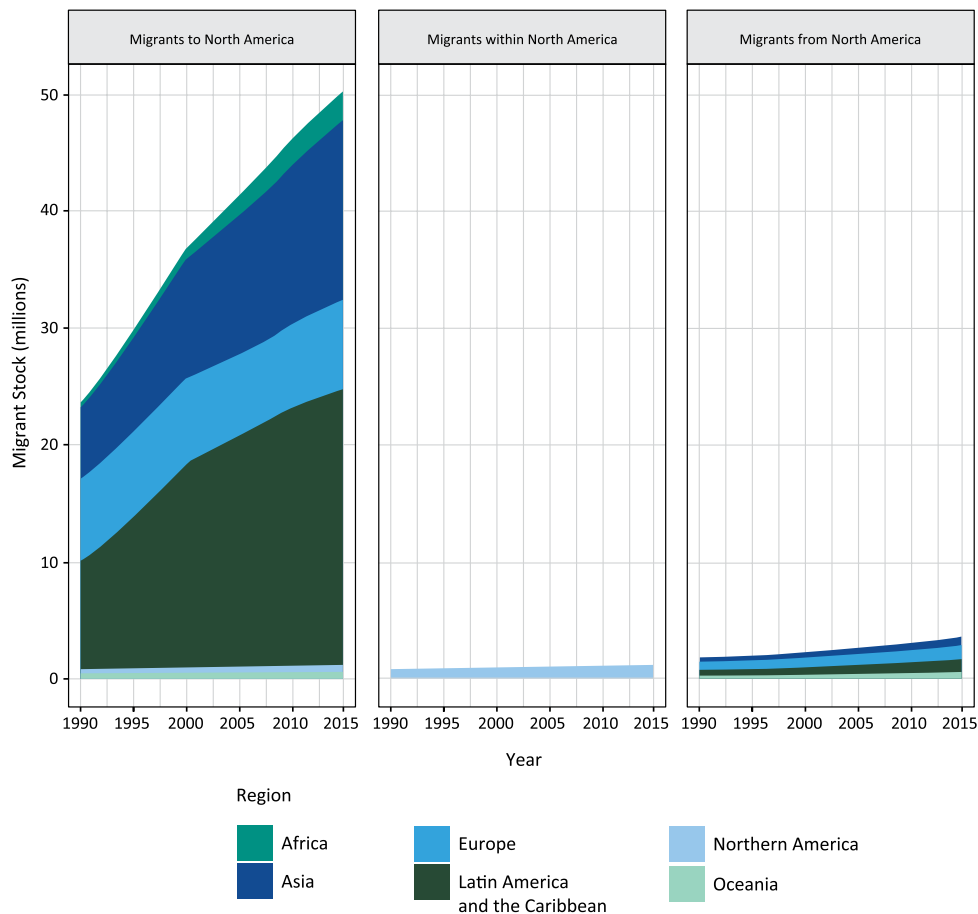 Migrants to North America
Migrants within North America
Migrants from North America
Migrant Stock (millions)
50
40
30
20
10
0
1990 1995 2000 2005 2010 2015
1990 1995 2000 2005 2010 2015
1990 1995 2000 2005 2010 2015
Year
Region
Africa
Europe
Northern America
Asia
Latin America
and the Caribbean
Oceania